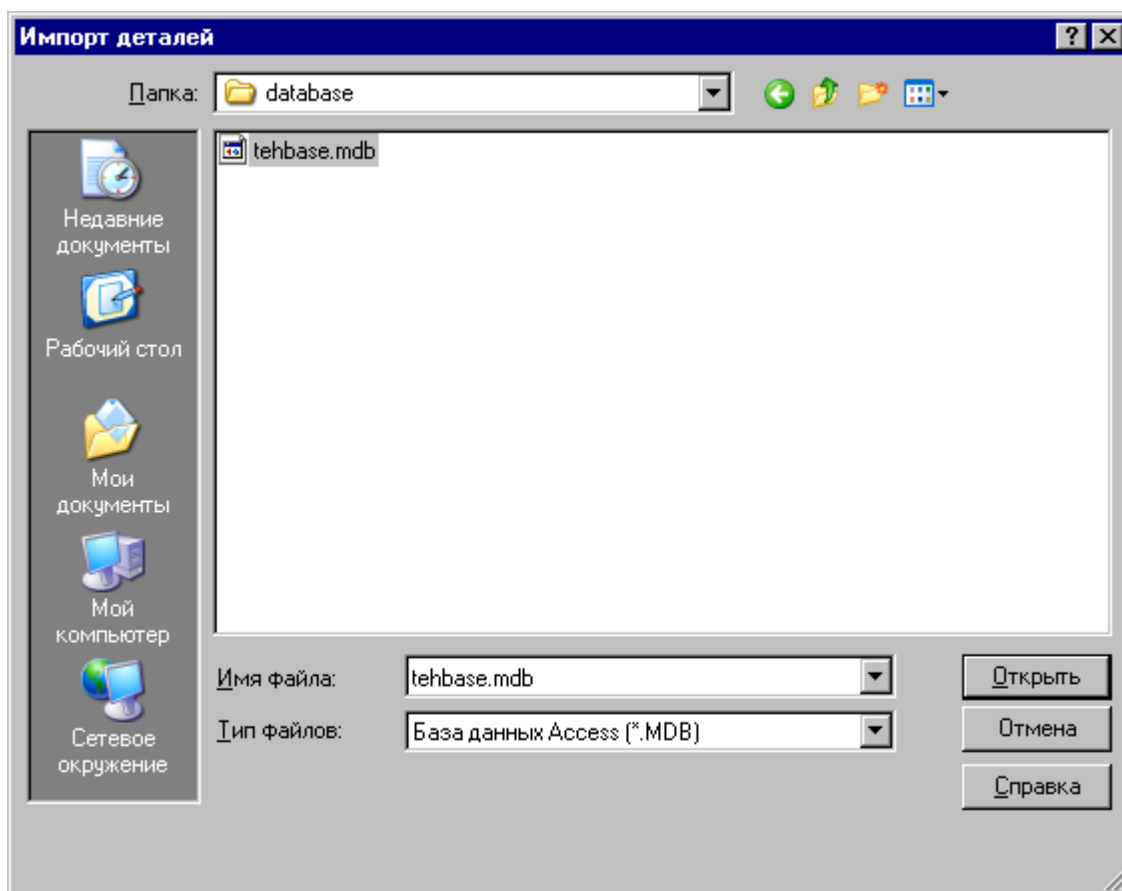 Импорт деталей
Папка: database
tehbase.mdb
Недавние
документы
Рабочий стол
Мои
документы
Мой
компьютер
Сетевое
окружение
Имя файла: tehbase.mdb Открыть
Тип файлов: База данных Access (*.MDB) Отмена
Справка